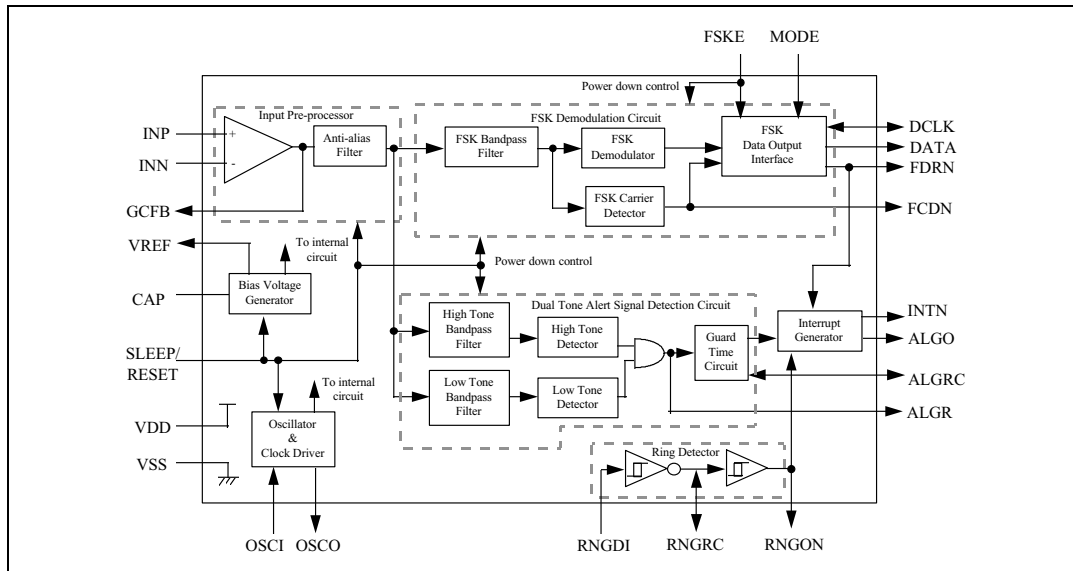 FSKE
MODE
Power down control
Input Pre-processor
FSK Demodulation Circuit
INP
+
INN
-
Anti-alias
Filter
FSK Bandpass
Filter
FSK
Demodulator
FSK
Data Output
Interface
DCLK
DATA
FDRN
GCFB
FSK Carrier
Detector
FCDN
VREF
To internal
circuit
Power down control
CAP
Bias Voltage
Generator
Dual Tone Alert Signal Detection Circuit
High Tone
Bandpass
Filter
High Tone
Detector
Guard
Time
Circuit
Interrupt
Generator
INTN
ALGO
SLEEP/
RESET
To internal
circuit
Low Tone
Bandpass
Filter
Low Tone
Detector
ALGRC
ALGR
VDD
Oscillator
&
Clock Driver
VSS
Ring Detector
OSCI
OSCO
RNGDI
RNGRC
RNGON